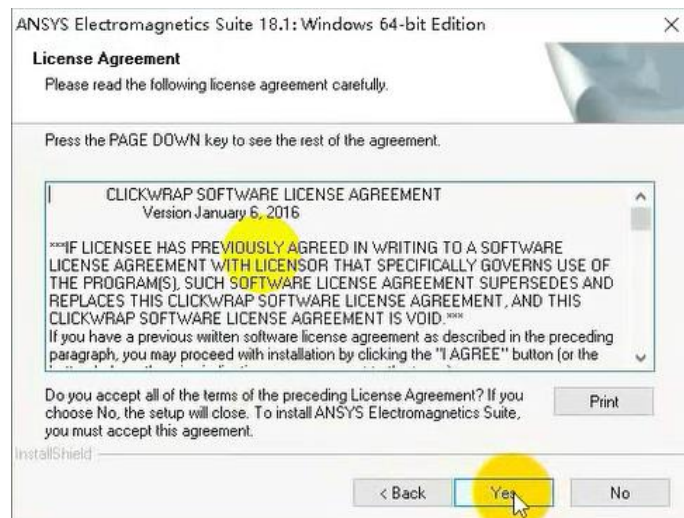 ANSYS Electromagnetics Suite 18.1: Windows 64-bit Edition
License Agreement
Please read the following license agreement carefully.
Press the PAGE DOWN key to see the rest of the agreement.
CLICKWRAP SOFTWARE LICENSE AGREEMENT
Version January 6, 2016
***IF LICENSEE HAS PREVIOUSLY AGREED IN WRITING TO A SOFTWARE
LICENSE AGREEMENT WITH LICENSOR THAT SPECIFICALLY GOVERNS USE OF
THE PROGRAM(S), SUCH SOFTWARE LICENSE AGREEMENT SUPERSEDES AND
REPLACES THIS CLICKWRAP SOFTWARE LICENSE AGREEMENT, AND THIS
CLICKWRAP SOFTWARE LICENSE AGREEMENT IS VOID.***
If you have a previous written software license agreement as described in the preceding
paragraph, you may proceed with installation by clicking the "I AGREE" button (or the
Do you accept all of the terms of the preceding License Agreement? If you
choose No, the setup will close. To install ANSYS Electromagnetics Suite,
you must accept this agreement.
Print
InstallShield
< Back
Yes
No